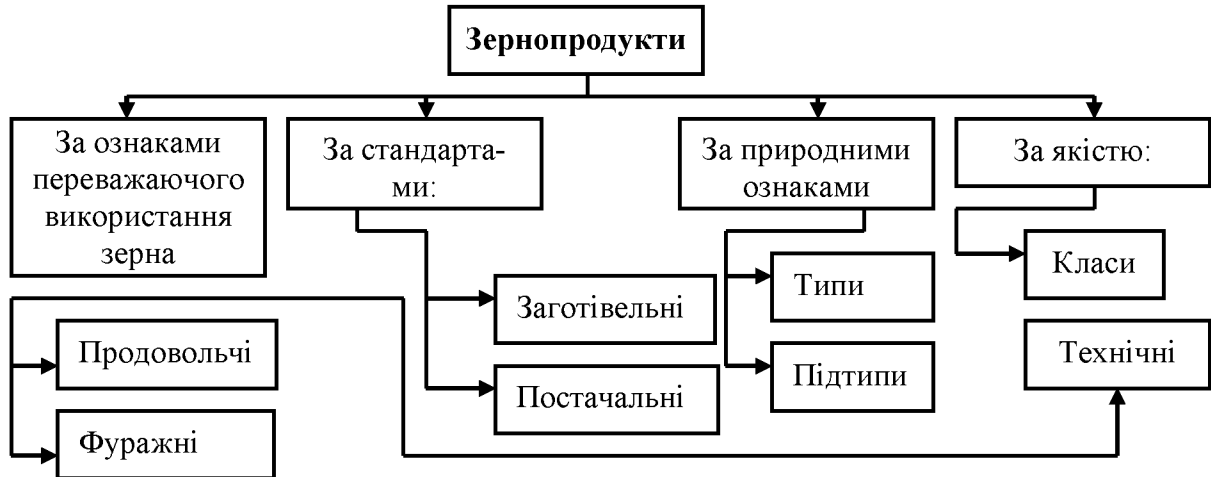 Зернопродукти
За ознаками
переважаючого
використання
зерна
За стандарта-
ми:
За природними
ознаками
За якістю:
Класи
Типи
Заготівельні
Продовольчі
Технічні
Підтипи
Постачальні
Фуражні